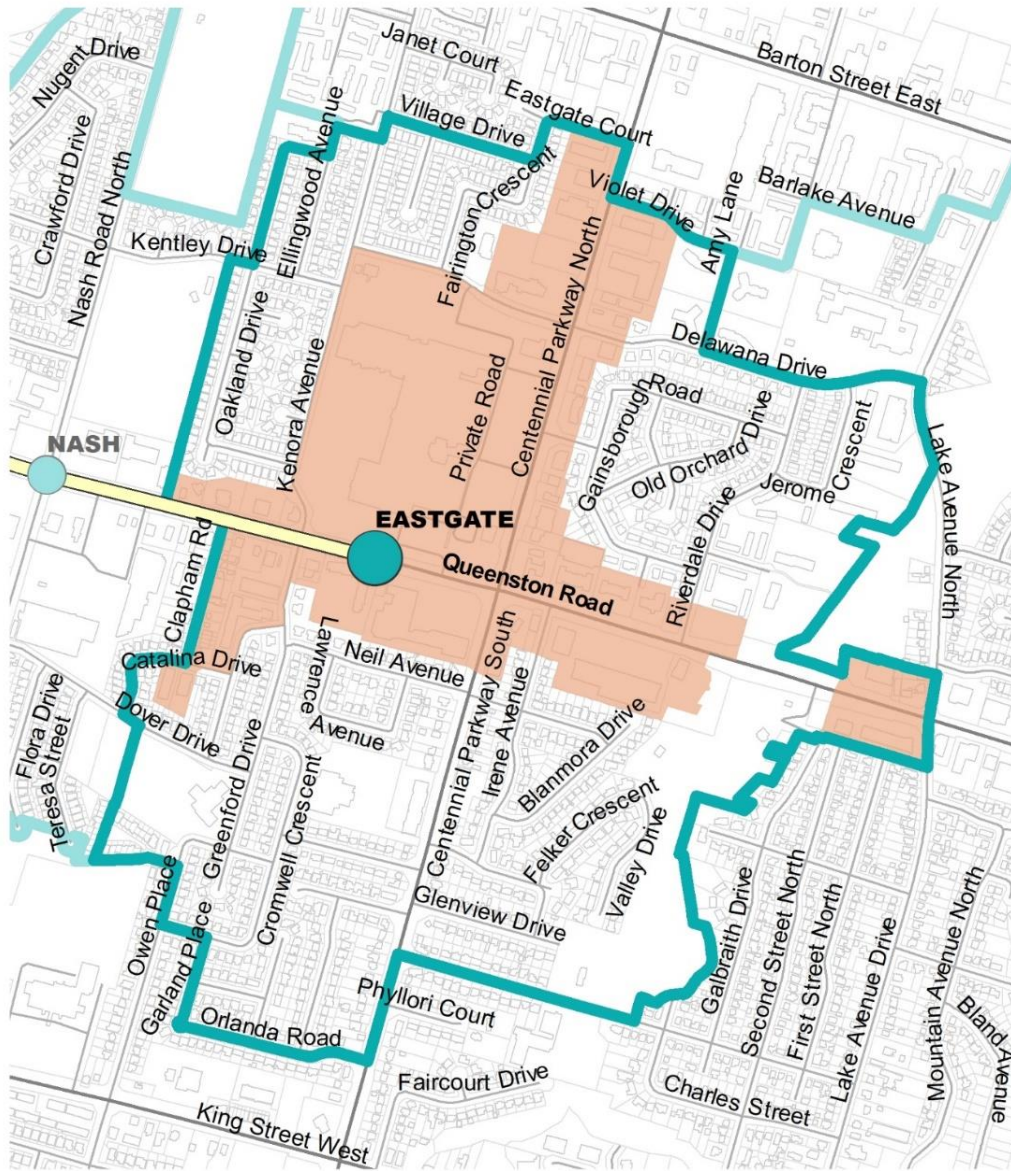 Janet Court
Nugent Drive
Barton Street East
Eastgate Court
Village Drive
Ellingwood Avenue
Crawford Drive
Nash Road North
Fairington Crescent
Violet Drive
Amy Lane
Barlake Avenue
Kentley Drive
Oakland Drive
Kenora Avenue
Private Road
Centennial Parkway North
Delawana Drive
Gainsborough Road
Old Orchard Drive
Jerome Crescent
Lake Avenue North
NASH
EASTGATE
Queenston Road
Riverdale Drive
Clapham Rd
Catalina Drive
Lawrence Avenue
Neil Avenue
Centennial Parkway South
Irene Avenue
Blanmora Drive
Dover Drive
Flora Drive
Teresa Street
Greenford Drive
Cromwell Crescent
Felker Crescent
Valley Drive
Glenview Drive
Owen Place
Garland Place
Orlanda Road
Phyllori Court
Galbraith Drive
Second Street North
First Street North
Lake Avenue Drive
Mountain Avenue North
Bland Avenue
Faircourt Drive
Charles Street
King Street West